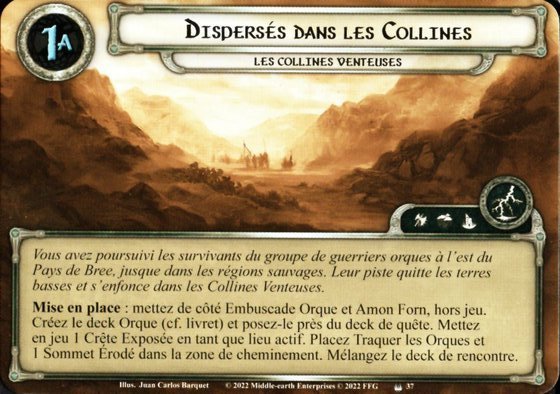 1A
DISPERSÉS DANS LES COLLINES
LES COLLINES VENTEUSES
Vous avez poursuivi les survivants du groupe de guerriers orques à l'est du
Pays de Bree, jusque dans les régions sauvages. Leur piste quitte les terres
basses et s'enfonce dans les Collines Venteuses.
Mise en place : mettez de côté Embuscade Orque et Amon Forn, hors jeu.
Créez le deck Orque (cf. livret) et posez-le près du deck de quête. Mettez
en jeu 1 Crête Exposée en tant que lieu actif. Placez Traquer les Orques et
1 Sommet Érodé dans la zone de cheminement. Mélangez le deck de rencontre.
Illus. Juan Carlos Barquet © 2022 Middle-earth Enterprises © 2022 FFG 37